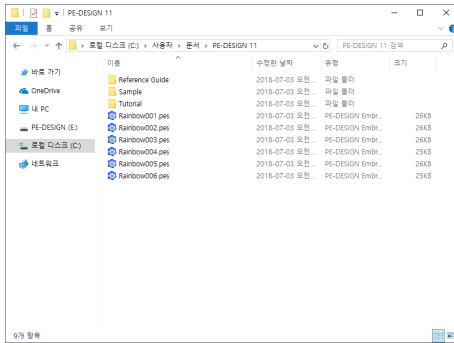 PE-DESIGN 11
파일 홈 공유 보기
로컬 디스크 (C:) › 사용자 › 문서 › PE-DESIGN 11
PE-DESIGN 11 검색
이름 수정한 날짜 유형 크기
바로 가기
OneDrive
내 PC
PE-DESIGN (E:)
로컬 디스크 (C:)
네트워크
Reference Guide 2018-07-03 오전... 파일 폴더
Sample 2018-07-03 오전... 파일 폴더
Tutorial 2018-07-03 오전... 파일 폴더
Rainbow001.pes 2018-07-03 오전... PE-DESIGN Embr... 26KB
Rainbow002.pes 2018-07-03 오전... PE-DESIGN Embr... 26KB
Rainbow003.pes 2018-07-03 오전... PE-DESIGN Embr... 26KB
Rainbow004.pes 2018-07-03 오전... PE-DESIGN Embr... 25KB
Rainbow005.pes 2018-07-03 오전... PE-DESIGN Embr... 26KB
Rainbow006.pes 2018-07-03 오전... PE-DESIGN Embr... 25KB
9개 항목